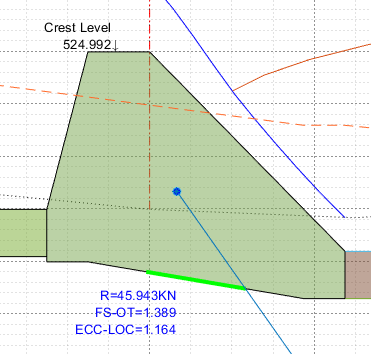 Crest Level
524.992↓
R=45.943KN
FS-OT=1.389
ECC-LOC=1.164